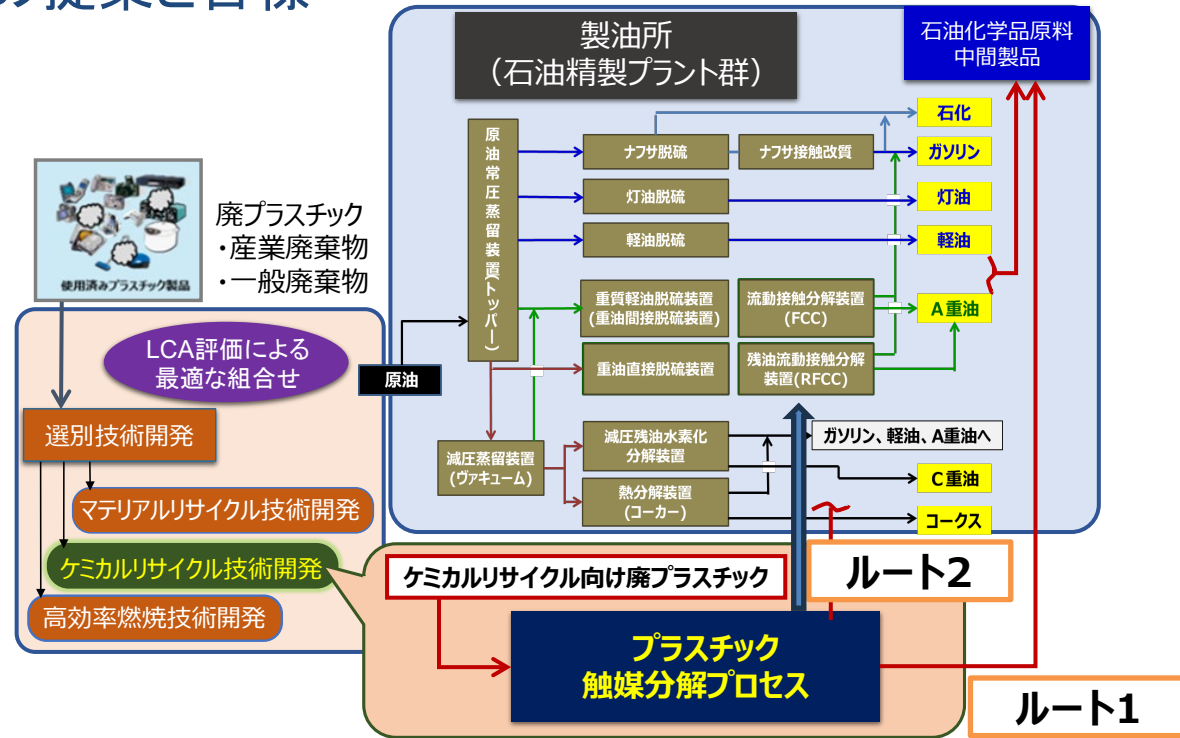 の提案と目標
製油所
（石油精製プラント群）
石油化学品原料
中間製品
原油常圧蒸留装置(トッパー)
ナフサ脱硫
ナフサ接触改質
石化
ガソリン
灯油脱硫
灯油
軽油脱硫
軽油
重質軽油脱硫装置
(重油間接脱硫装置)
流動接触分解装置
(FCC)
A重油
重油直接脱硫装置
残油流動接触分解
装置(RFCC)
原油
減圧蒸留装置
(ヴァキューム)
減圧残油水素化
分解装置
ガソリン、軽油、A重油へ
熱分解装置
(コーカー)
C重油
コークス
使用済みプラスチック製品
廃プラスチック
・産業廃棄物
・一般廃棄物
LCA評価による
最適な組合せ
選別技術開発
マテリアルリサイクル技術開発
ケミカルリサイクル技術開発
高効率燃焼技術開発
ケミカルリサイクル向け廃プラスチック
ルート2
プラスチック
触媒分解プロセス
ルート1